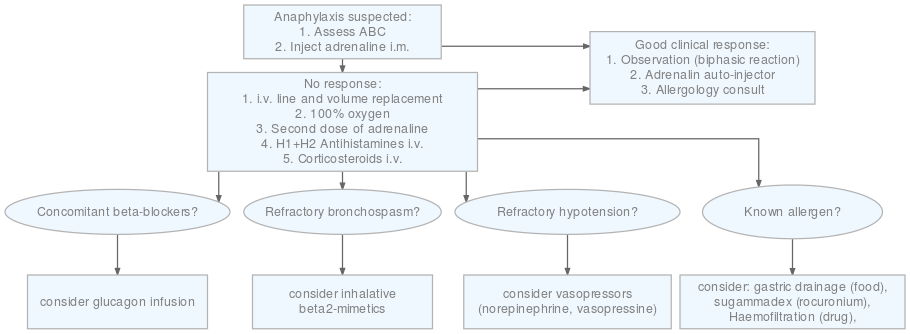 Anaphylaxis suspected:
1. Assess ABC
2. Inject adrenaline i.m.
Good clinical response:
1. Observation (biphasic reaction)
2. Adrenalin auto-injector
3. Allergology consult
No response:
1. i.v. line and volume replacement
2. 100% oxygen
3. Second dose of adrenaline
4. H1+H2 Antihistamines i.v.
5. Corticosteroids i.v.
Concomitant beta-blockers?
Refractory bronchospasm?
Refractory hypotension?
Known allergen?
consider glucagon infusion
consider inhalative
beta2-mimetics
consider vasopressors
(norepinephrine, vasopressine)
consider: gastric drainage (food),
sugammadex (rocuronium),
Haemofiltration (drug),